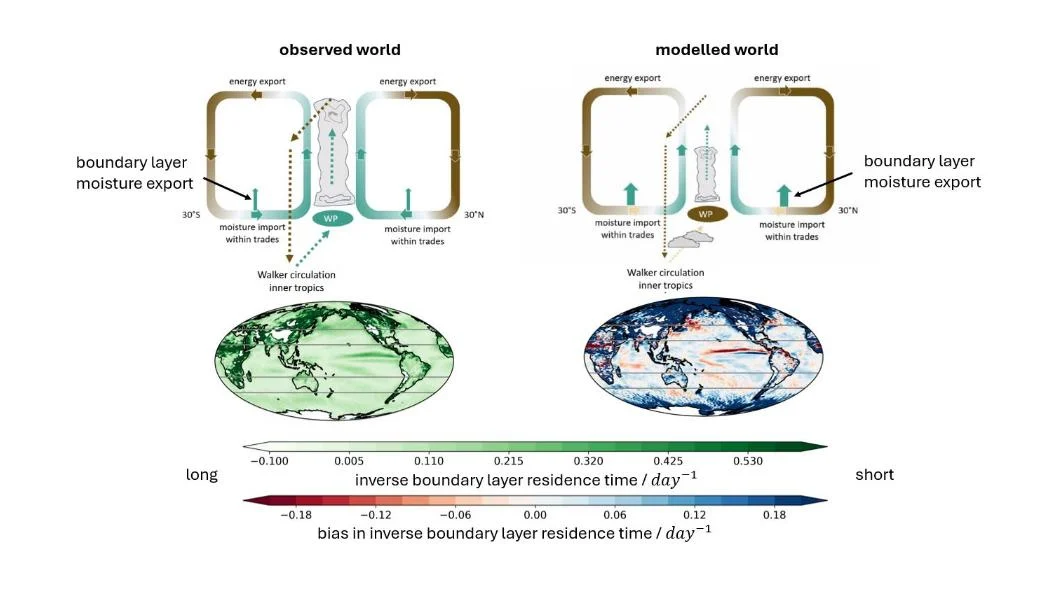 observed world
modelled world
energy export
energy export
energy export
energy export
boundary layer
moisture export
boundary layer
moisture export
30°S
WP
30°N
30°S
WP
30°N
moisture import
within trades
moisture import
within trades
moisture import
within trades
moisture import
within trades
Walker circulation
inner tropics
Walker circulation
inner tropics
−0.100 0.005 0.110 0.215 0.320 0.425 0.530
long
short
inverse boundary layer residence time / day⁻¹
−0.18 −0.12 −0.06 0.00 0.06 0.12 0.18
bias in inverse boundary layer residence time / day⁻¹